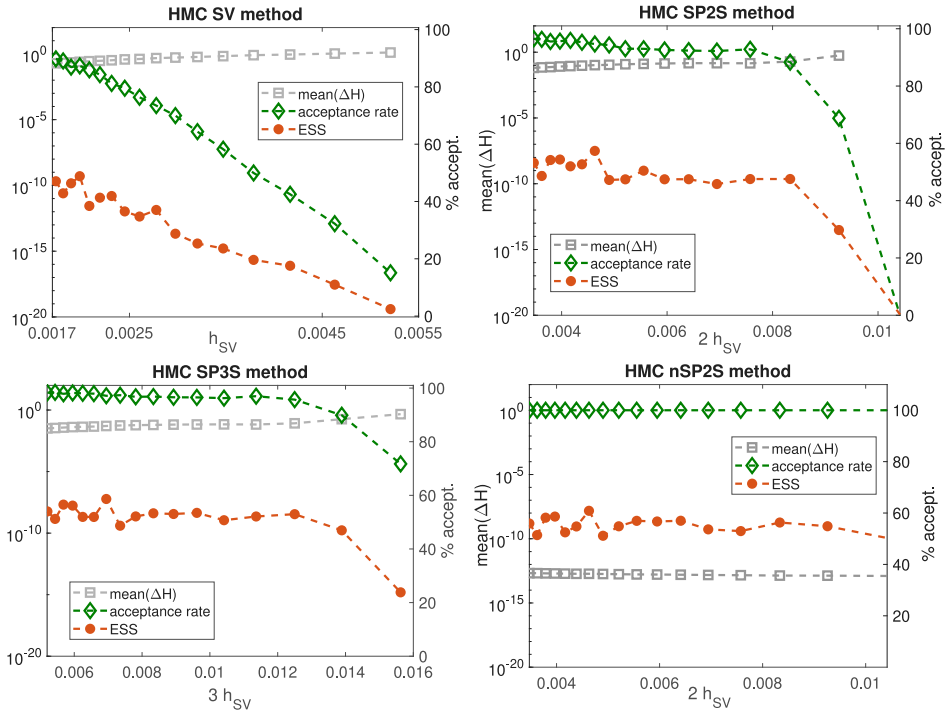 HMC SV method
10^0
10^-5
10^-10
10^-15
10^-20
100
80
60
40
20
0
% accept.
mean(ΔH)
acceptance rate
ESS
0.0017
0.0025
0.0045
0.0055
h_SV
HMC SP2S method
mean(ΔH)
10^0
10^-5
10^-10
10^-15
10^-20
100
80
60
40
20
0
% accept.
mean(ΔH)
acceptance rate
ESS
0.004
0.006
0.008
0.01
2 h_SV
HMC SP3S method
10^0
10^-10
10^-20
100
80
60
40
20
0
% accept.
mean(ΔH)
acceptance rate
ESS
0.006
0.008
0.01
0.012
0.014
0.016
3 h_SV
HMC nSP2S method
mean(ΔH)
10^0
10^-5
10^-10
10^-15
10^-20
100
80
60
40
20
% accept.
mean(ΔH)
acceptance rate
ESS
0.004
0.006
0.008
0.01
2 h_SV